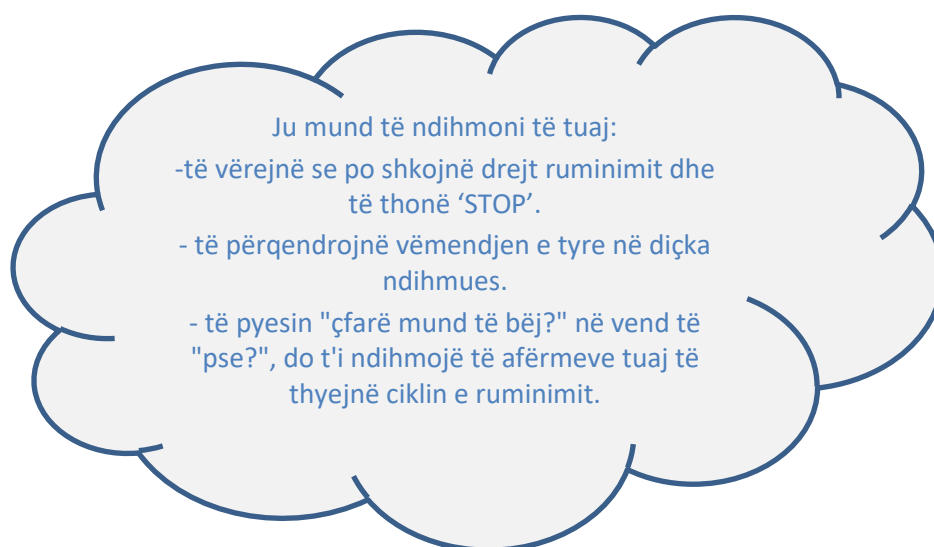 Ju mund të ndihmoni të tuaj:
-të vërejnë se po shkojnë drejt ruminimit dhe
të thonë ‘STOP’.
- të përqendrojnë vëmendjen e tyre në diçka
ndihmues.
- të pyesin "çfarë mund të bëj?" në vend të
"pse?", do t'i ndihmojë të afërmeve tuaj të
thyejnë ciklin e ruminimit.